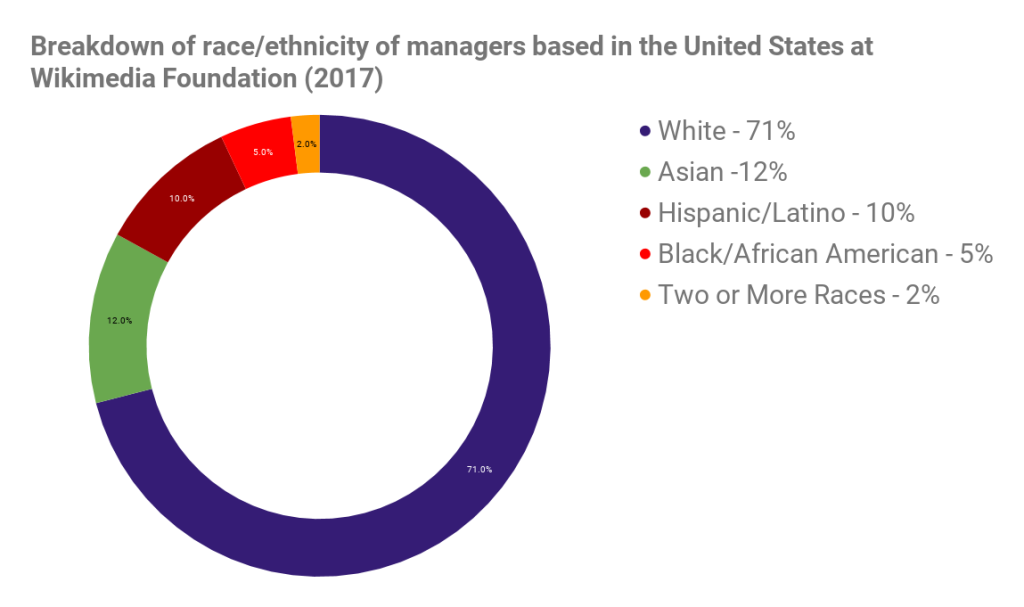 Breakdown of race/ethnicity of managers based in the United States at
Wikimedia Foundation (2017)
White - 71%
Asian -12%
Hispanic/Latino - 10%
Black/African American - 5%
Two or More Races - 2%
2.0%
5.0%
10.0%
12.0%
71.0%